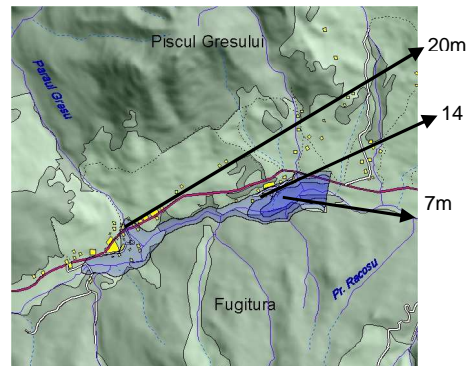 Piscul Gresului
20m
Paraul Gresu
14
7m
Pr. Racosu
Fugitura